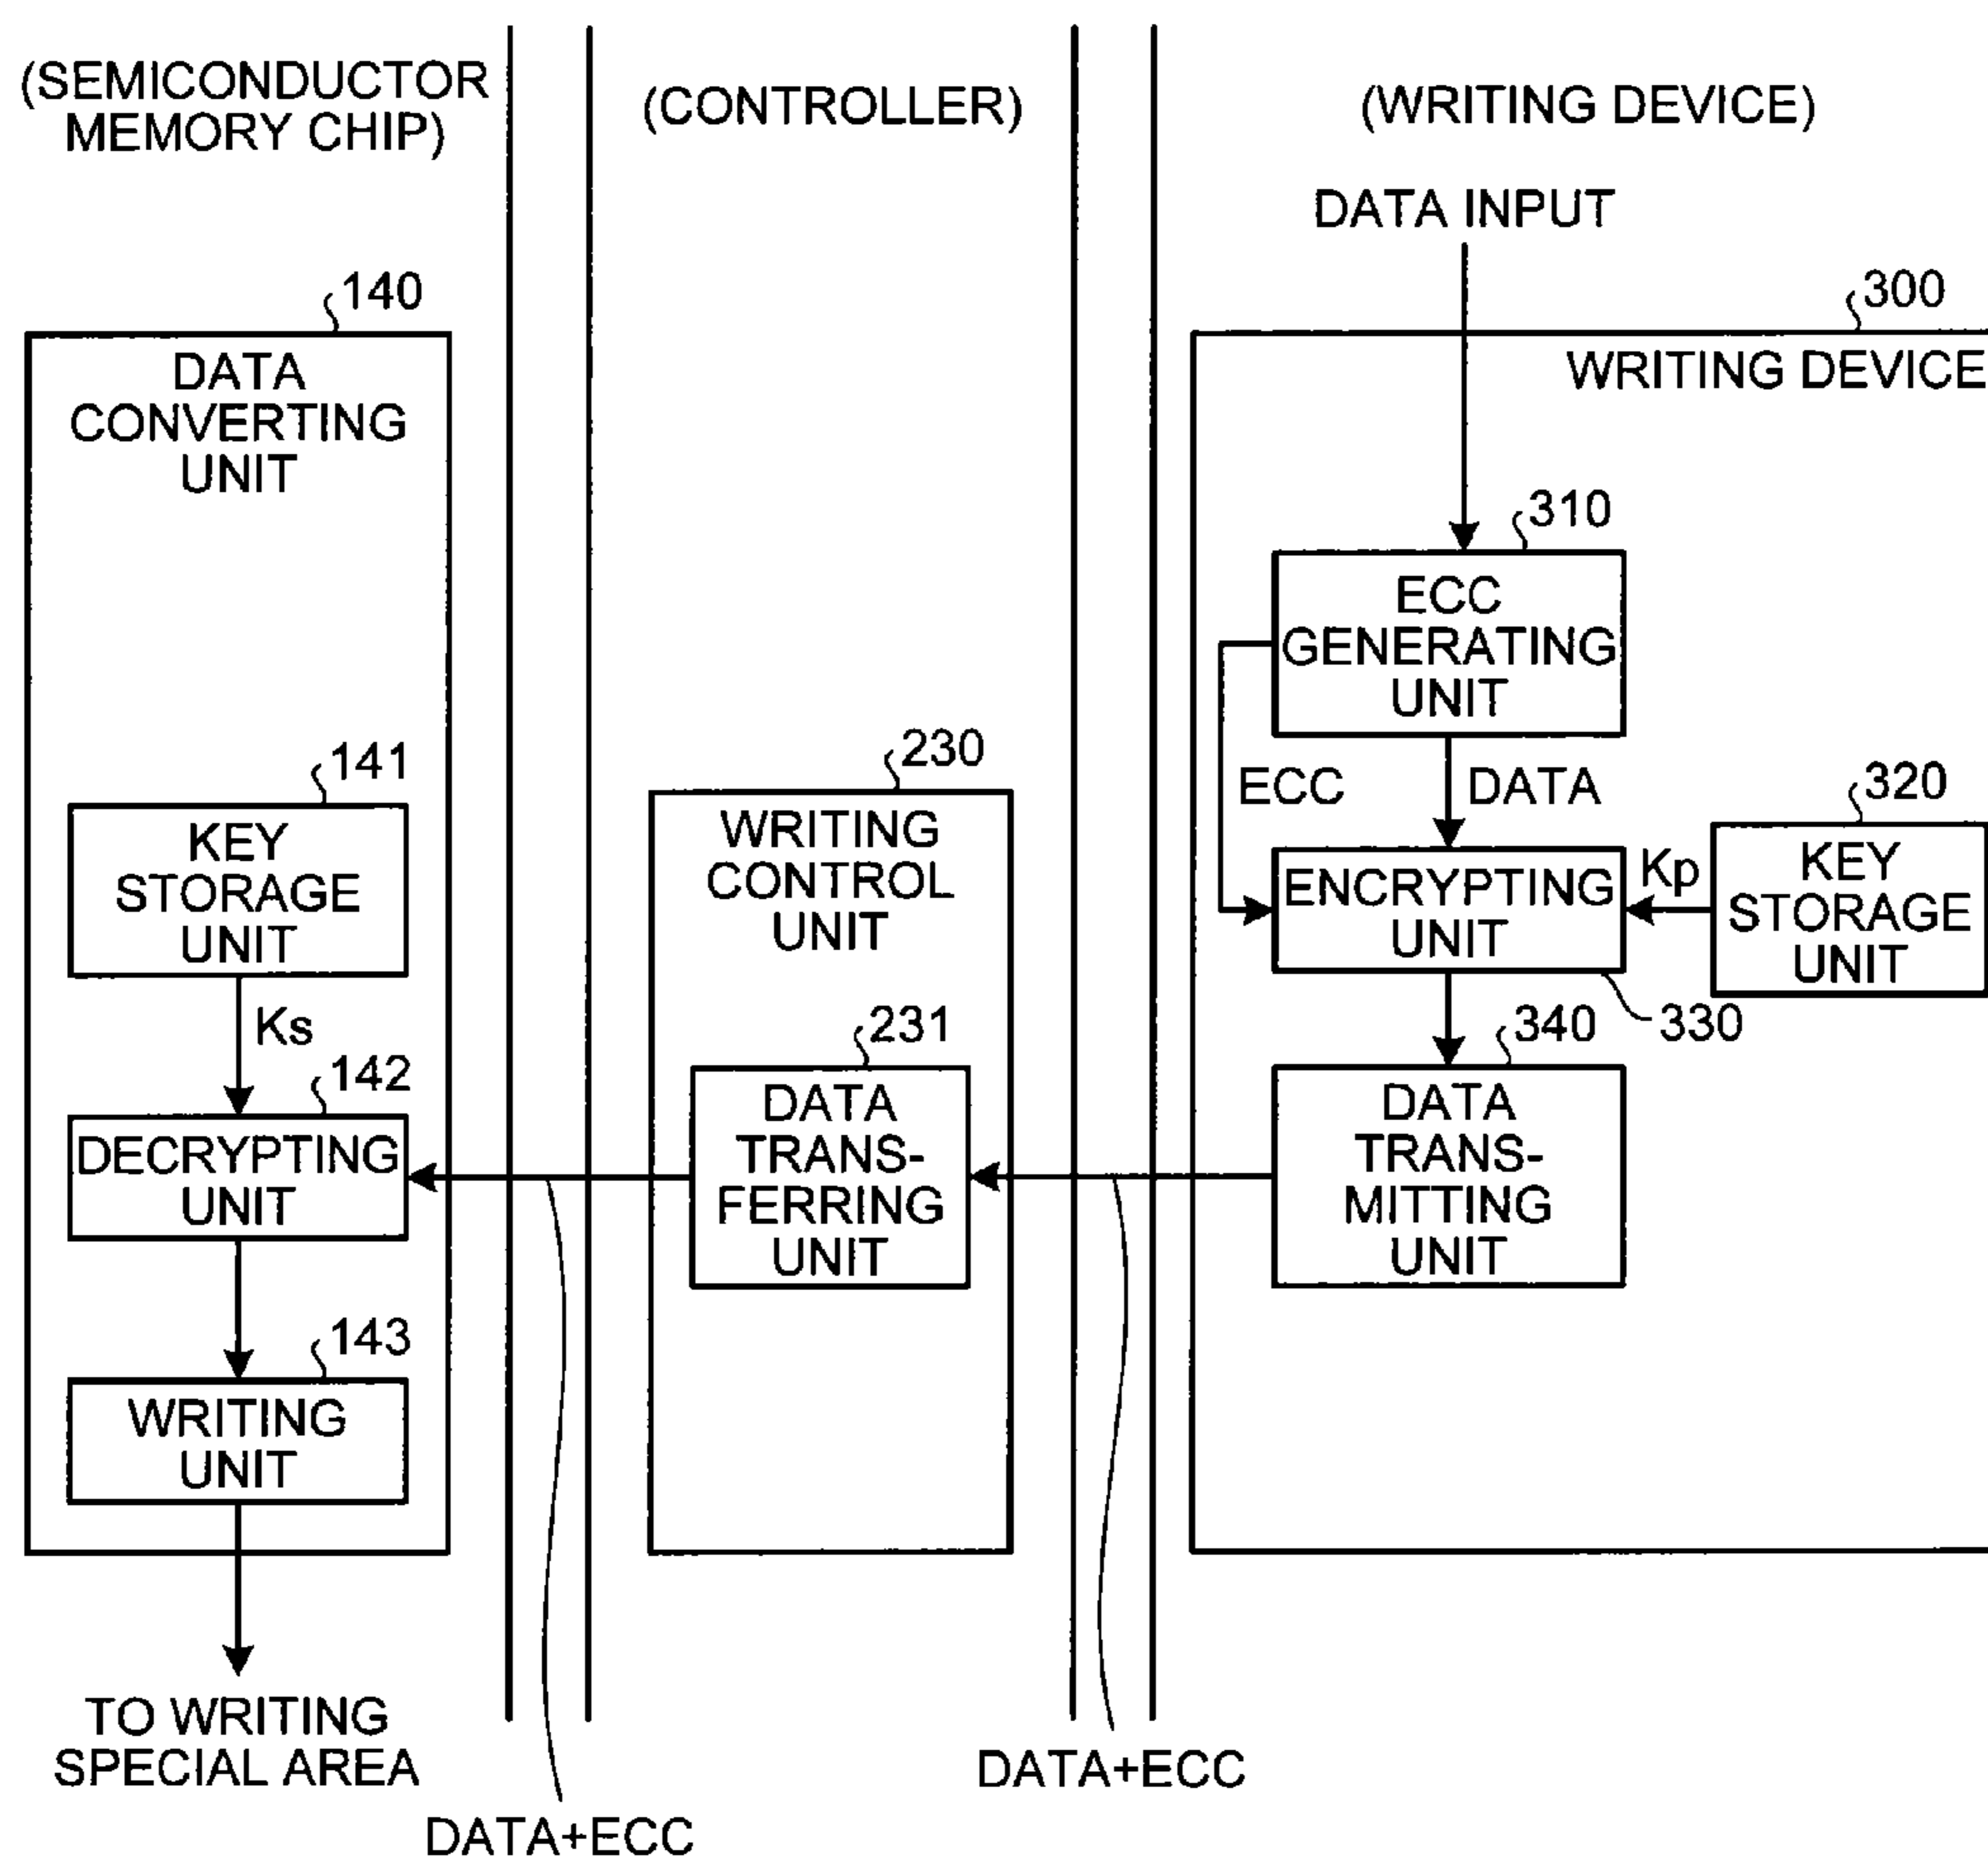 (SEMICONDUCTOR
MEMORY CHIP)
(CONTROLLER)
(WRITING DEVICE)
DATA INPUT
140
DATA
CONVERTING
UNIT
141
KEY
STORAGE
UNIT
Ks
142
DECRYPTING
UNIT
143
WRITING
UNIT
TO WRITING
SPECIAL AREA
DATA+ECC
230
WRITING
CONTROL
UNIT
231
DATA
TRANS-
FERRING
UNIT
DATA+ECC
300
WRITING DEVICE
310
ECC
GENERATING
UNIT
ECC
DATA
320
KEY
STORAGE
UNIT
Kp
ENCRYPTING
UNIT
330
340
DATA
TRANS-
MITTING
UNIT